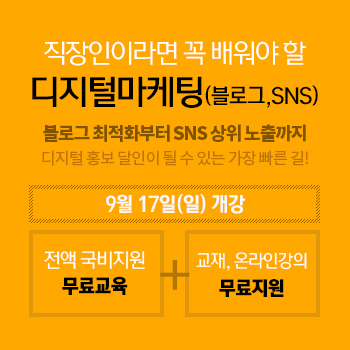 직장인이라면 꼭 배워야 할
디지털마케팅(블로그,SNS)
블로그 최적화부터 SNS 상위 노출까지
디지털 홍보 달인이 될 수 있는 가장 빠른 길!
9월 17일(일) 개강
전액 국비지원
무료교육
+
교재, 온라인강의
무료지원